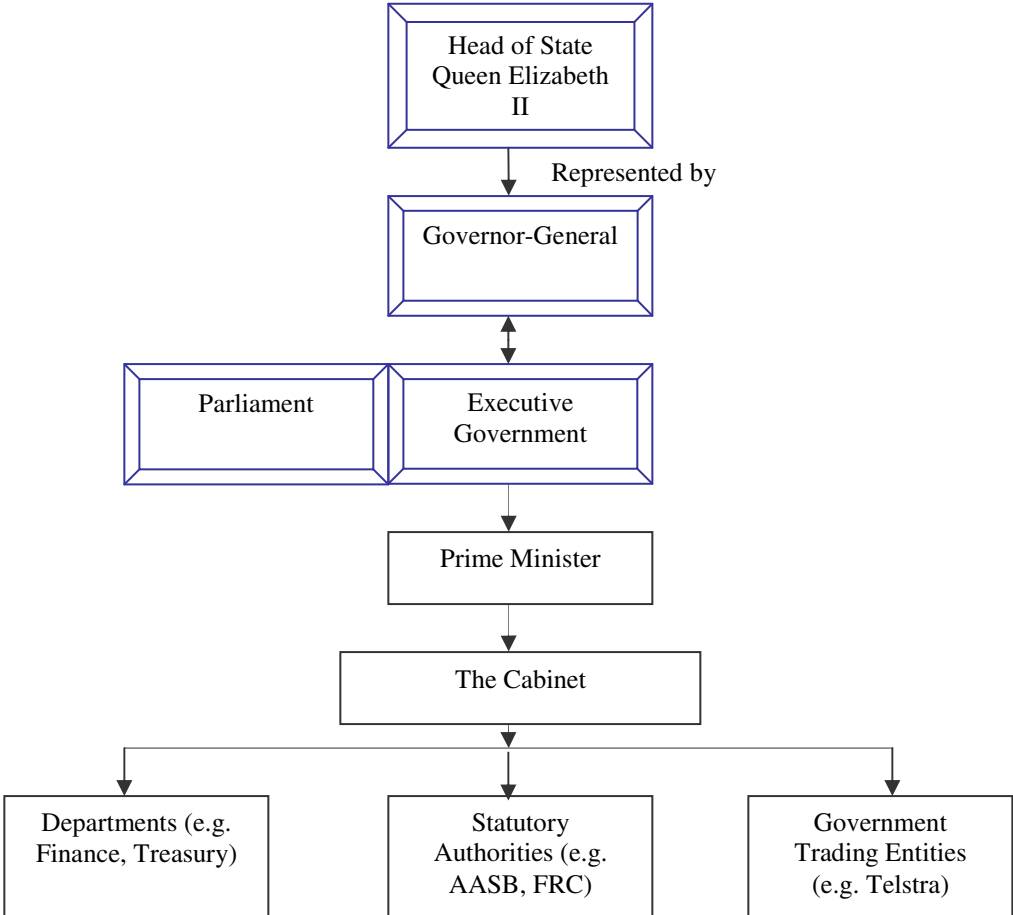 Head of State
Queen Elizabeth
II
Represented by
Governor-General
Parliament
Executive
Government
Prime Minister
The Cabinet
Departments (e.g.
Finance, Treasury)
Statutory
Authorities (e.g.
AASB, FRC)
Government
Trading Entities
(e.g. Telstra)